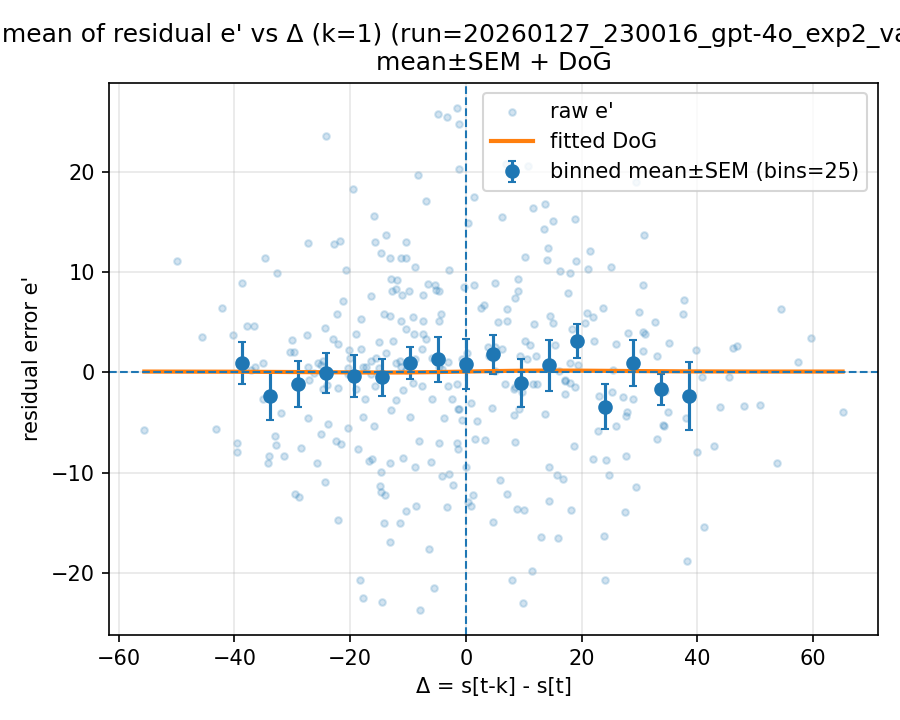 mean of residual e' vs Δ (k=1) (run=20260127_230016_gpt-4o_exp2_va
mean±SEM + DoG
raw e'
fitted DoG
binned mean±SEM (bins=25)
residual error e'
20
10
0
−10
−20
−60
−40
−20
0
20
40
60
Δ = s[t-k] - s[t]